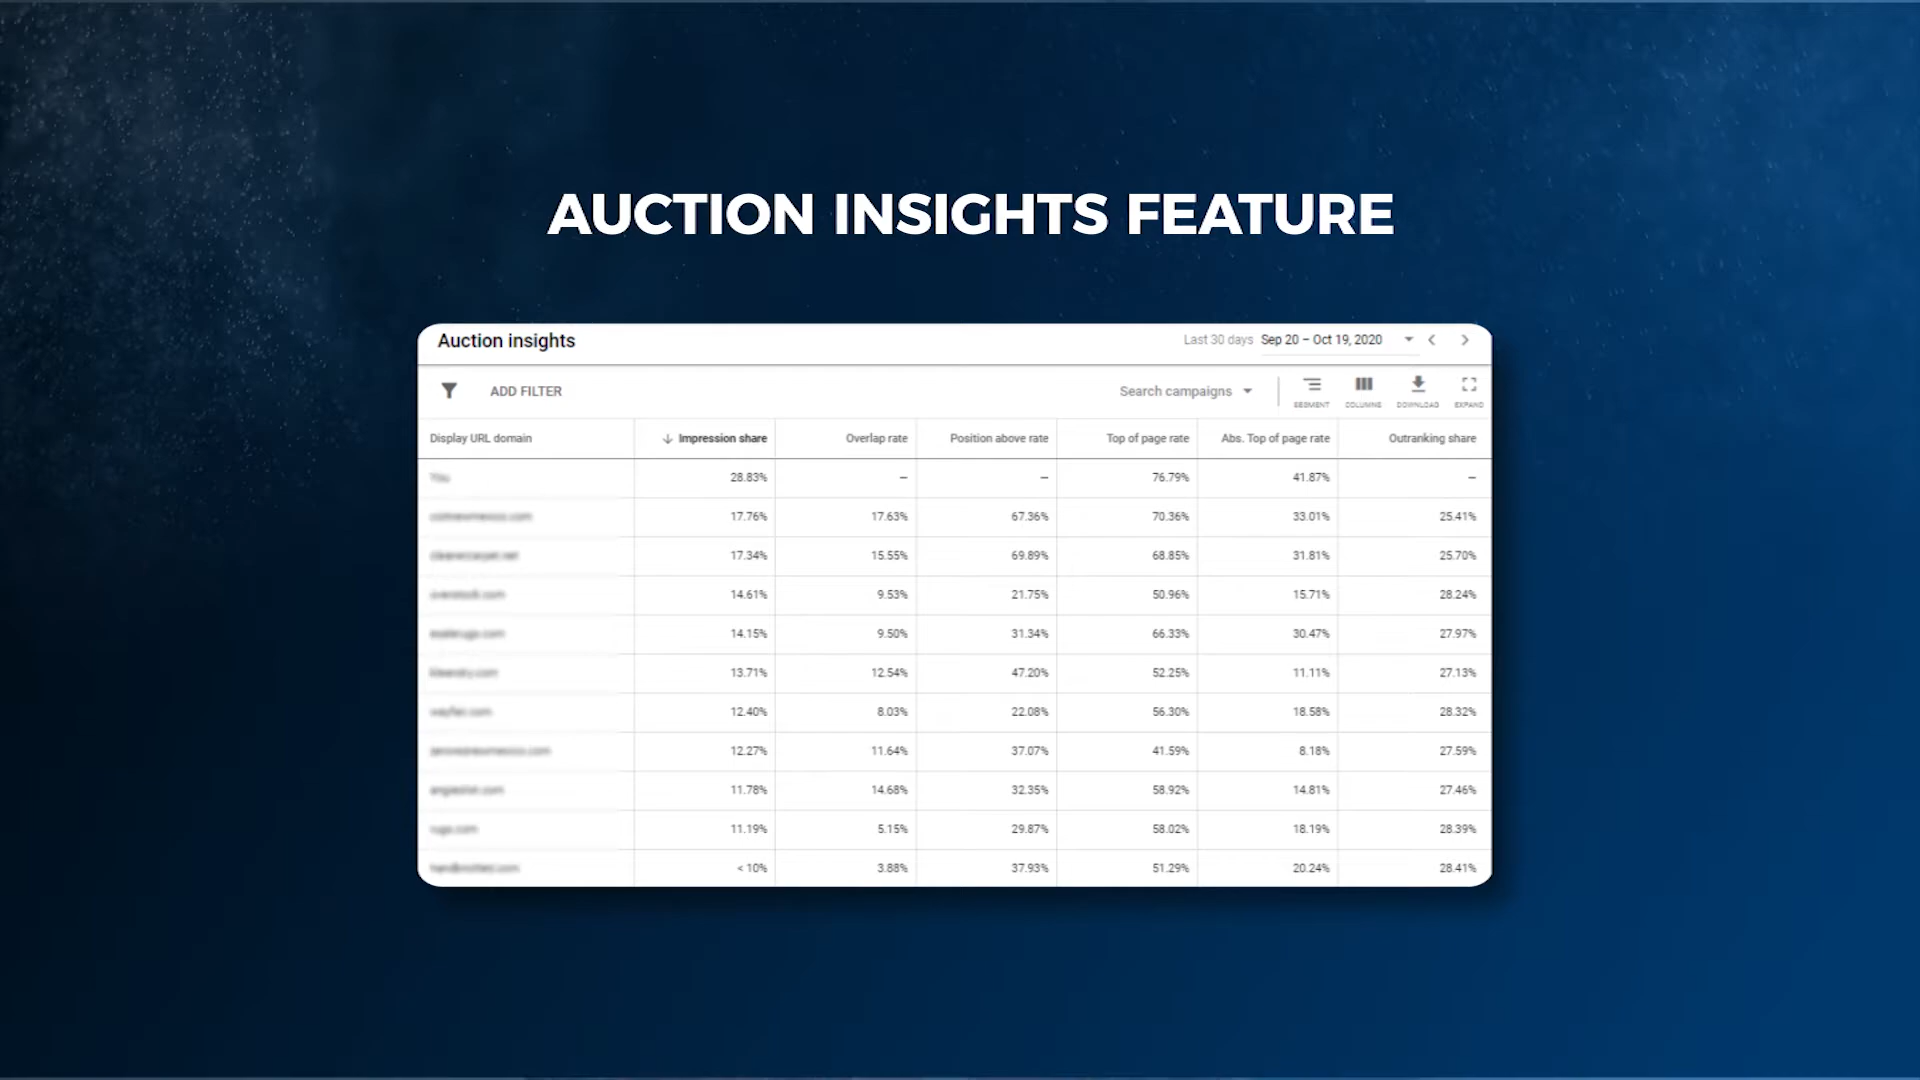 AUCTION INSIGHTS FEATURE
Auction insights Last 30 days Sep 20 – Oct 19, 2020
ADD FILTER Search campaigns SEGMENT COLUMNS DOWNLOAD EXPAND
Display URL domain Impression share Overlap rate Position above rate Top of page rate Abs. Top of page rate Outranking share
You 28.83% – – 76.79% 41.87% –
17.76% 17.63% 67.36% 70.36% 33.01% 25.41%
17.34% 15.55% 69.89% 68.85% 31.81% 25.70%
14.61% 9.53% 21.75% 50.96% 15.71% 28.24%
14.15% 9.50% 31.34% 66.33% 30.47% 27.97%
13.71% 12.54% 47.20% 52.25% 11.11% 27.13%
12.40% 8.03% 22.08% 56.30% 18.58% 28.32%
12.27% 11.64% 37.07% 41.59% 8.18% 27.59%
11.78% 14.68% 32.35% 58.92% 14.81% 27.46%
11.19% 5.15% 29.87% 58.02% 18.19% 28.39%
< 10% 3.88% 37.93% 51.29% 20.24% 28.41%